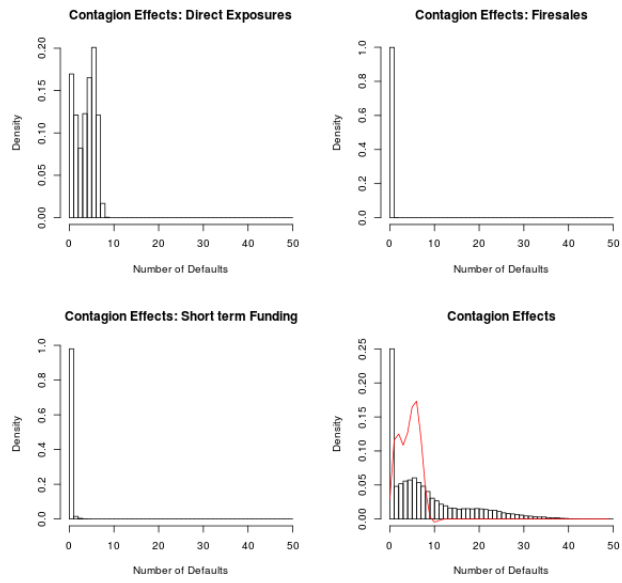 Contagion Effects: Direct Exposures
Density
0.00 0.05 0.10 0.15 0.20
0 10 20 30 40 50
Number of Defaults
Contagion Effects: Firesales
Density
0.0 0.2 0.4 0.6 0.8 1.0
0 10 20 30 40 50
Number of Defaults
Contagion Effects: Short term Funding
Density
0.0 0.2 0.4 0.6 0.8 1.0
0 10 20 30 40 50
Number of Defaults
Contagion Effects
Density
0.00 0.05 0.10 0.15 0.20 0.25
0 10 20 30 40 50
Number of Defaults